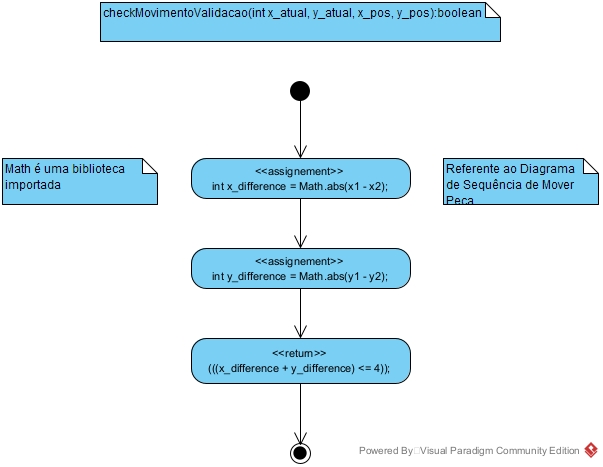 checkMovimentoValidacao(int x_atual, y_atual, x_pos, y_pos):boolean
Math é uma biblioteca
importada
<<assignement>>
int x_difference = Math.abs(x1 - x2);
Referente ao Diagrama
de Sequência de Mover
Peça
<<assignement>>
int y_difference = Math.abs(y1 - y2);
<<return>>
(((x_difference + y_difference) <= 4));
Powered By Visual Paradigm Community Edition